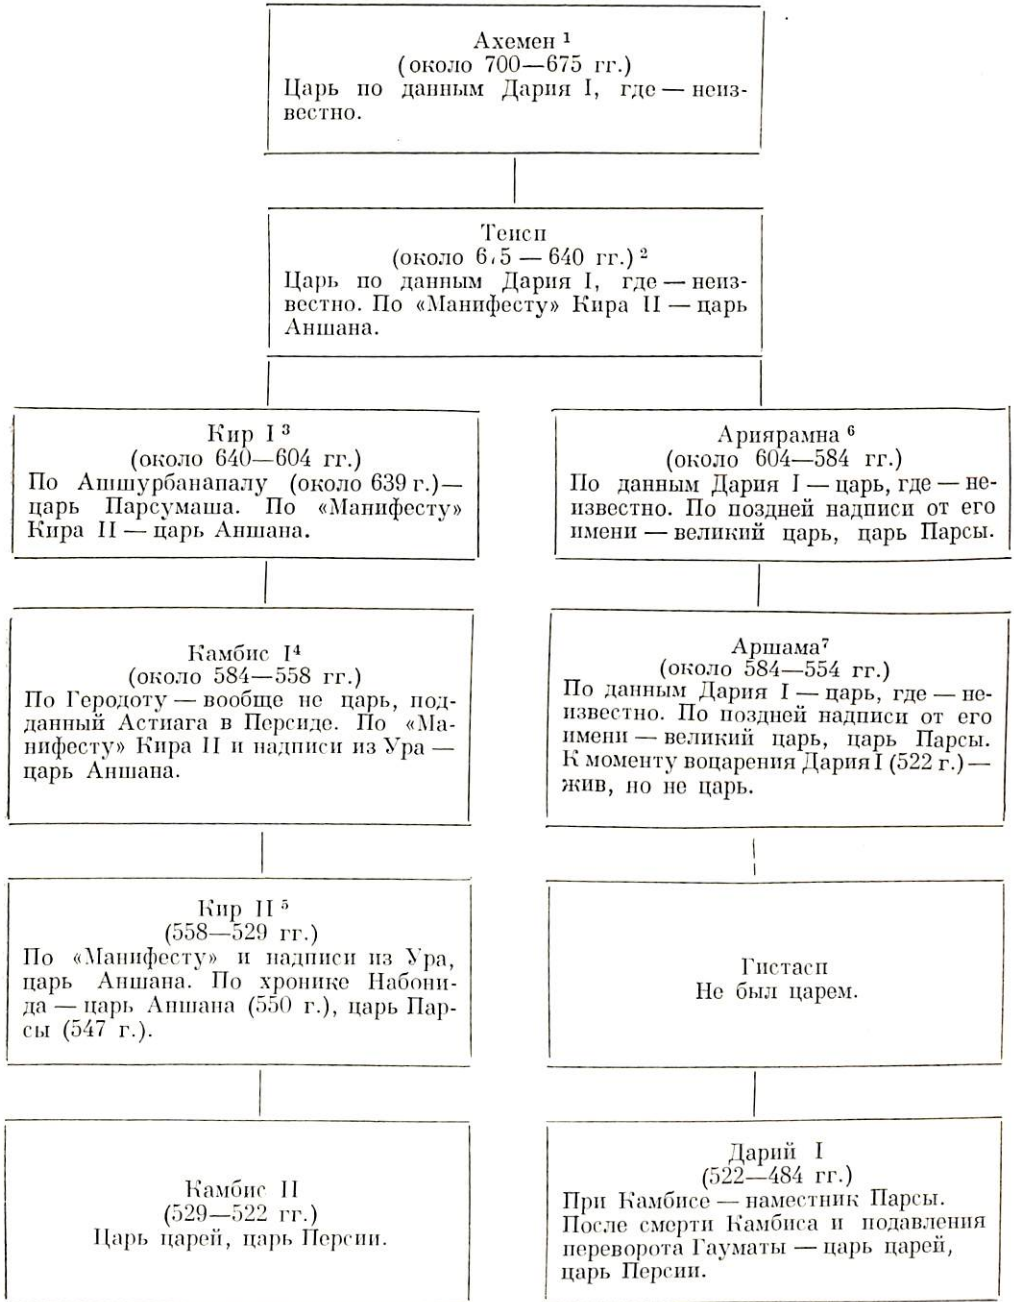 Ахемен ¹
(около 700—675 гг.)
Царь по данным Дария I, где — неиз-
вестно.
Теисп
(около 6,5 — 640 гг.) ²
Царь по данным Дария I, где — неиз-
вестно. По «Манифесту» Кира II — царь
Аншана.
Кир I ³
(около 640—604 гг.)
По Ашшурбанапалу (около 639 г.) —
царь Парсумаша. По «Манифесту»
Кира II — царь Аншана.
Ариярамна ⁶
(около 604—584 гг.)
По данным Дария I — царь, где — не-
известно. По поздней надписи от его
имени — великий царь, царь Парсы.
Камбис I⁴
(около 584—558 гг.)
По Геродоту — вообще не царь, под-
данный Астиага в Персиде. По «Ма-
нифесту» Кира II и надписи из Ура —
царь Аншана.
Аршама⁷
(около 584—554 гг.)
По данным Дария I — царь, где — не-
известно. По поздней надписи от его
имени — великий царь, царь Парсы.
К моменту воцарения Дария I (522 г.) —
жив, но не царь.
Кир II ⁵
(558—529 гг.)
По «Манифесту» и надписи из Ура,
царь Аншана. По хронике Набони-
да — царь Аншана (550 г.), царь Пар-
сы (547 г.).
Гистасп
Не был царем.
Камбис II
(529—522 гг.)
Царь царей, царь Персии.
Дарий I
(522—484 гг.)
При Камбисе — наместник Парсы.
После смерти Камбиса и подавления
переворота Гауматы — царь царей,
царь Персии.